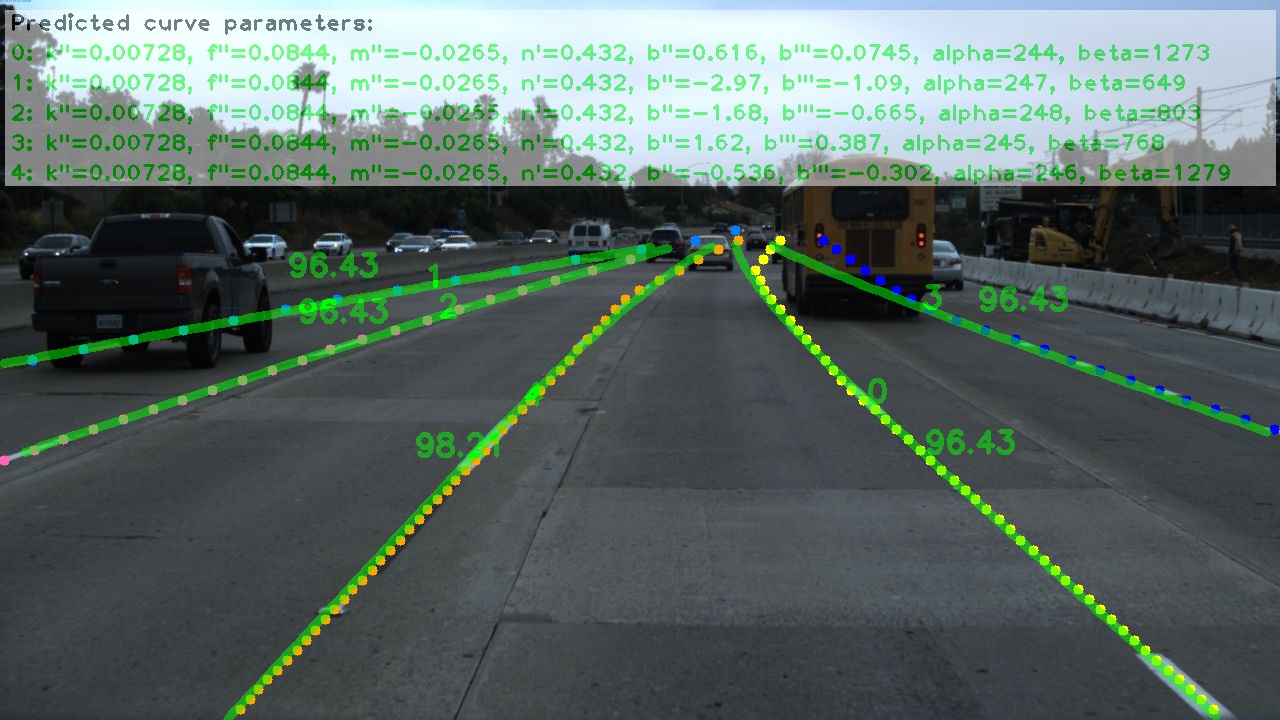 Predicted curve parameters:
0: k''=0.00728, f''=0.0844, m''=-0.0265, n'=0.432, b''=0.616, b'''=0.0745, alpha=244, beta=1273
1: k''=0.00728, f''=0.0844, m''=-0.0265, n'=0.432, b''=-2.97, b'''=-1.09, alpha=247, beta=649
2: k''=0.00728, f''=0.0844, m''=-0.0265, n'=0.432, b''=-1.68, b'''=-0.665, alpha=248, beta=803
3: k''=0.00728, f''=0.0844, m''=-0.0265, n'=0.432, b''=1.62, b'''=0.387, alpha=245, beta=768
4: k''=0.00728, f''=0.0844, m''=-0.0265, n'=0.432, b''=-0.536, b'''=-0.302, alpha=246, beta=1279
96.43 1
96.43 2
3 96.43
0
98.21
96.43